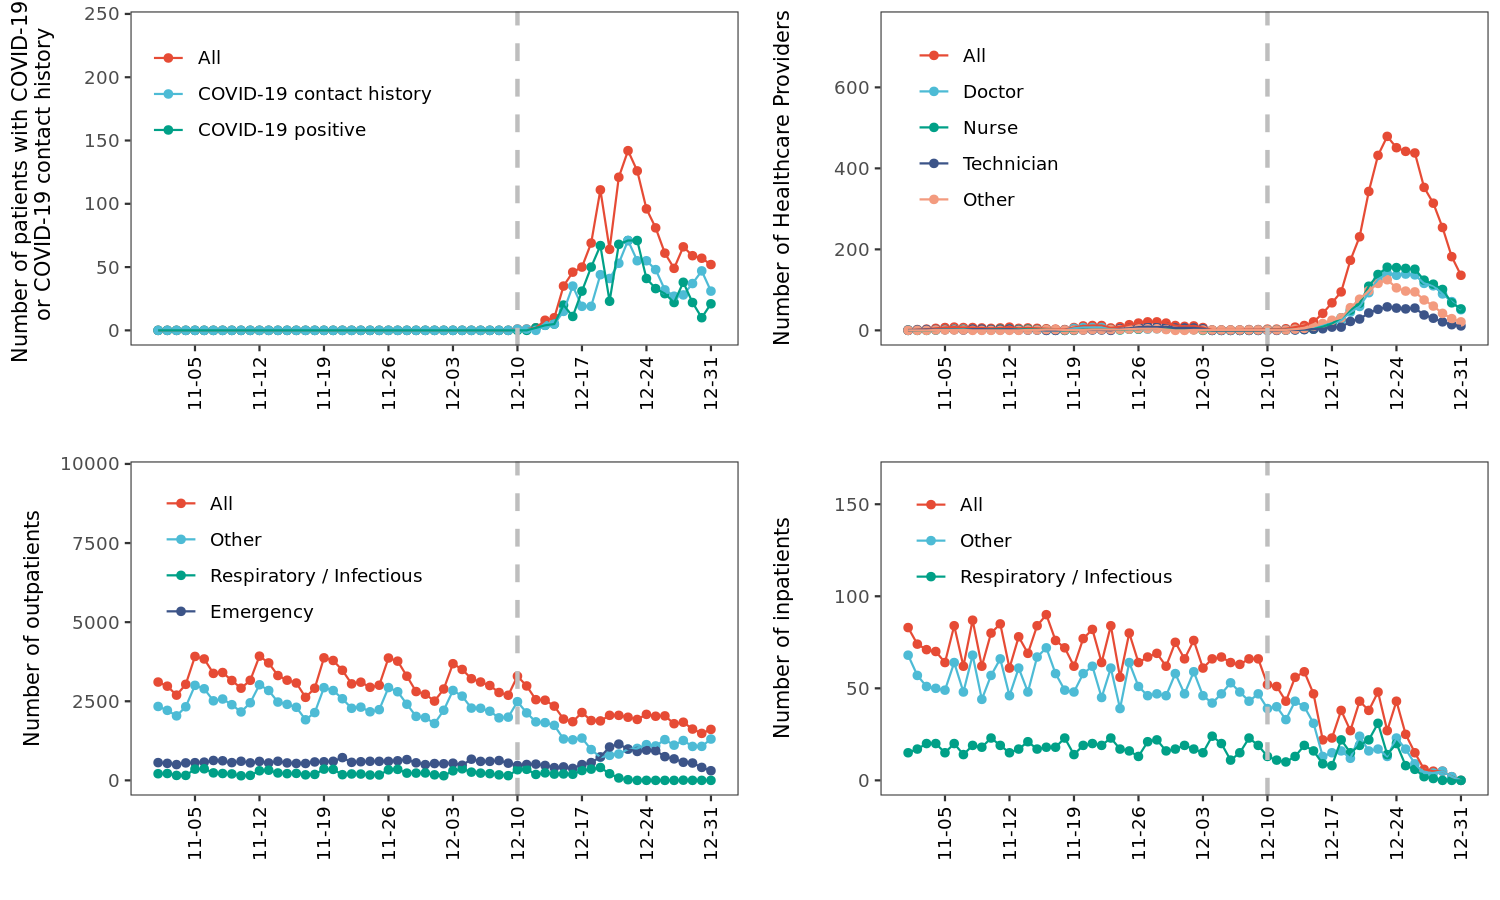 Number of patients with COVID-19
or COVID-19 contact history
250
200
150
100
50
0
All
COVID-19 contact history
COVID-19 positive
11-05
11-12
11-19
11-26
12-03
12-10
12-17
12-24
12-31
Number of Healthcare Providers
600
400
200
0
All
Doctor
Nurse
Technician
Other
11-05
11-12
11-19
11-26
12-03
12-10
12-17
12-24
12-31
Number of outpatients
10000
7500
5000
2500
0
All
Other
Respiratory / Infectious
Emergency
11-05
11-12
11-19
11-26
12-03
12-10
12-17
12-24
12-31
Number of inpatients
150
100
50
0
All
Other
Respiratory / Infectious
11-05
11-12
11-19
11-26
12-03
12-10
12-17
12-24
12-31